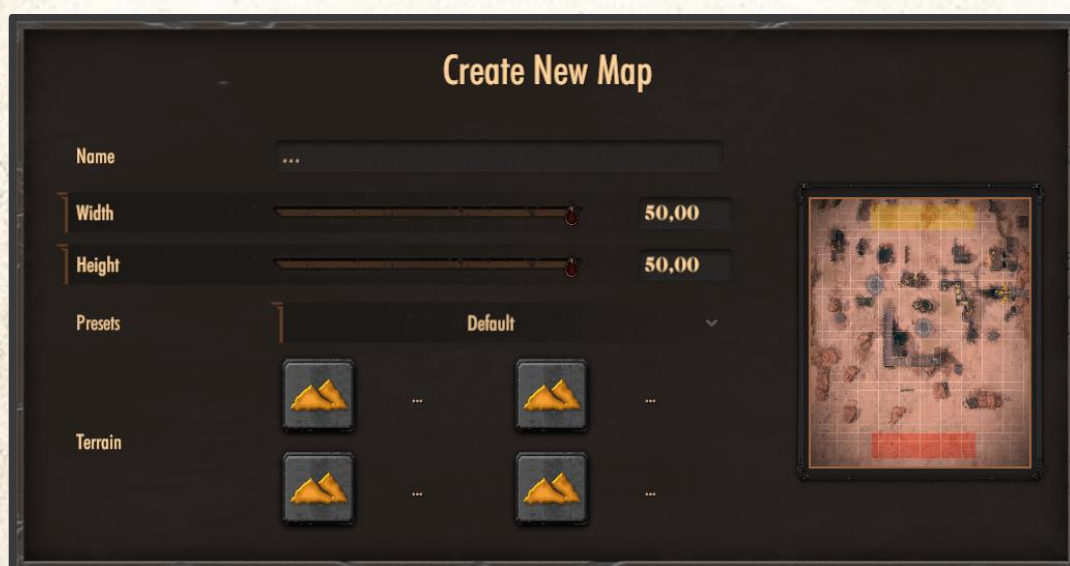 Create New Map
Name
...
Width
50,00
Height
50,00
Presets
Default
...
...
Terrain
...
...